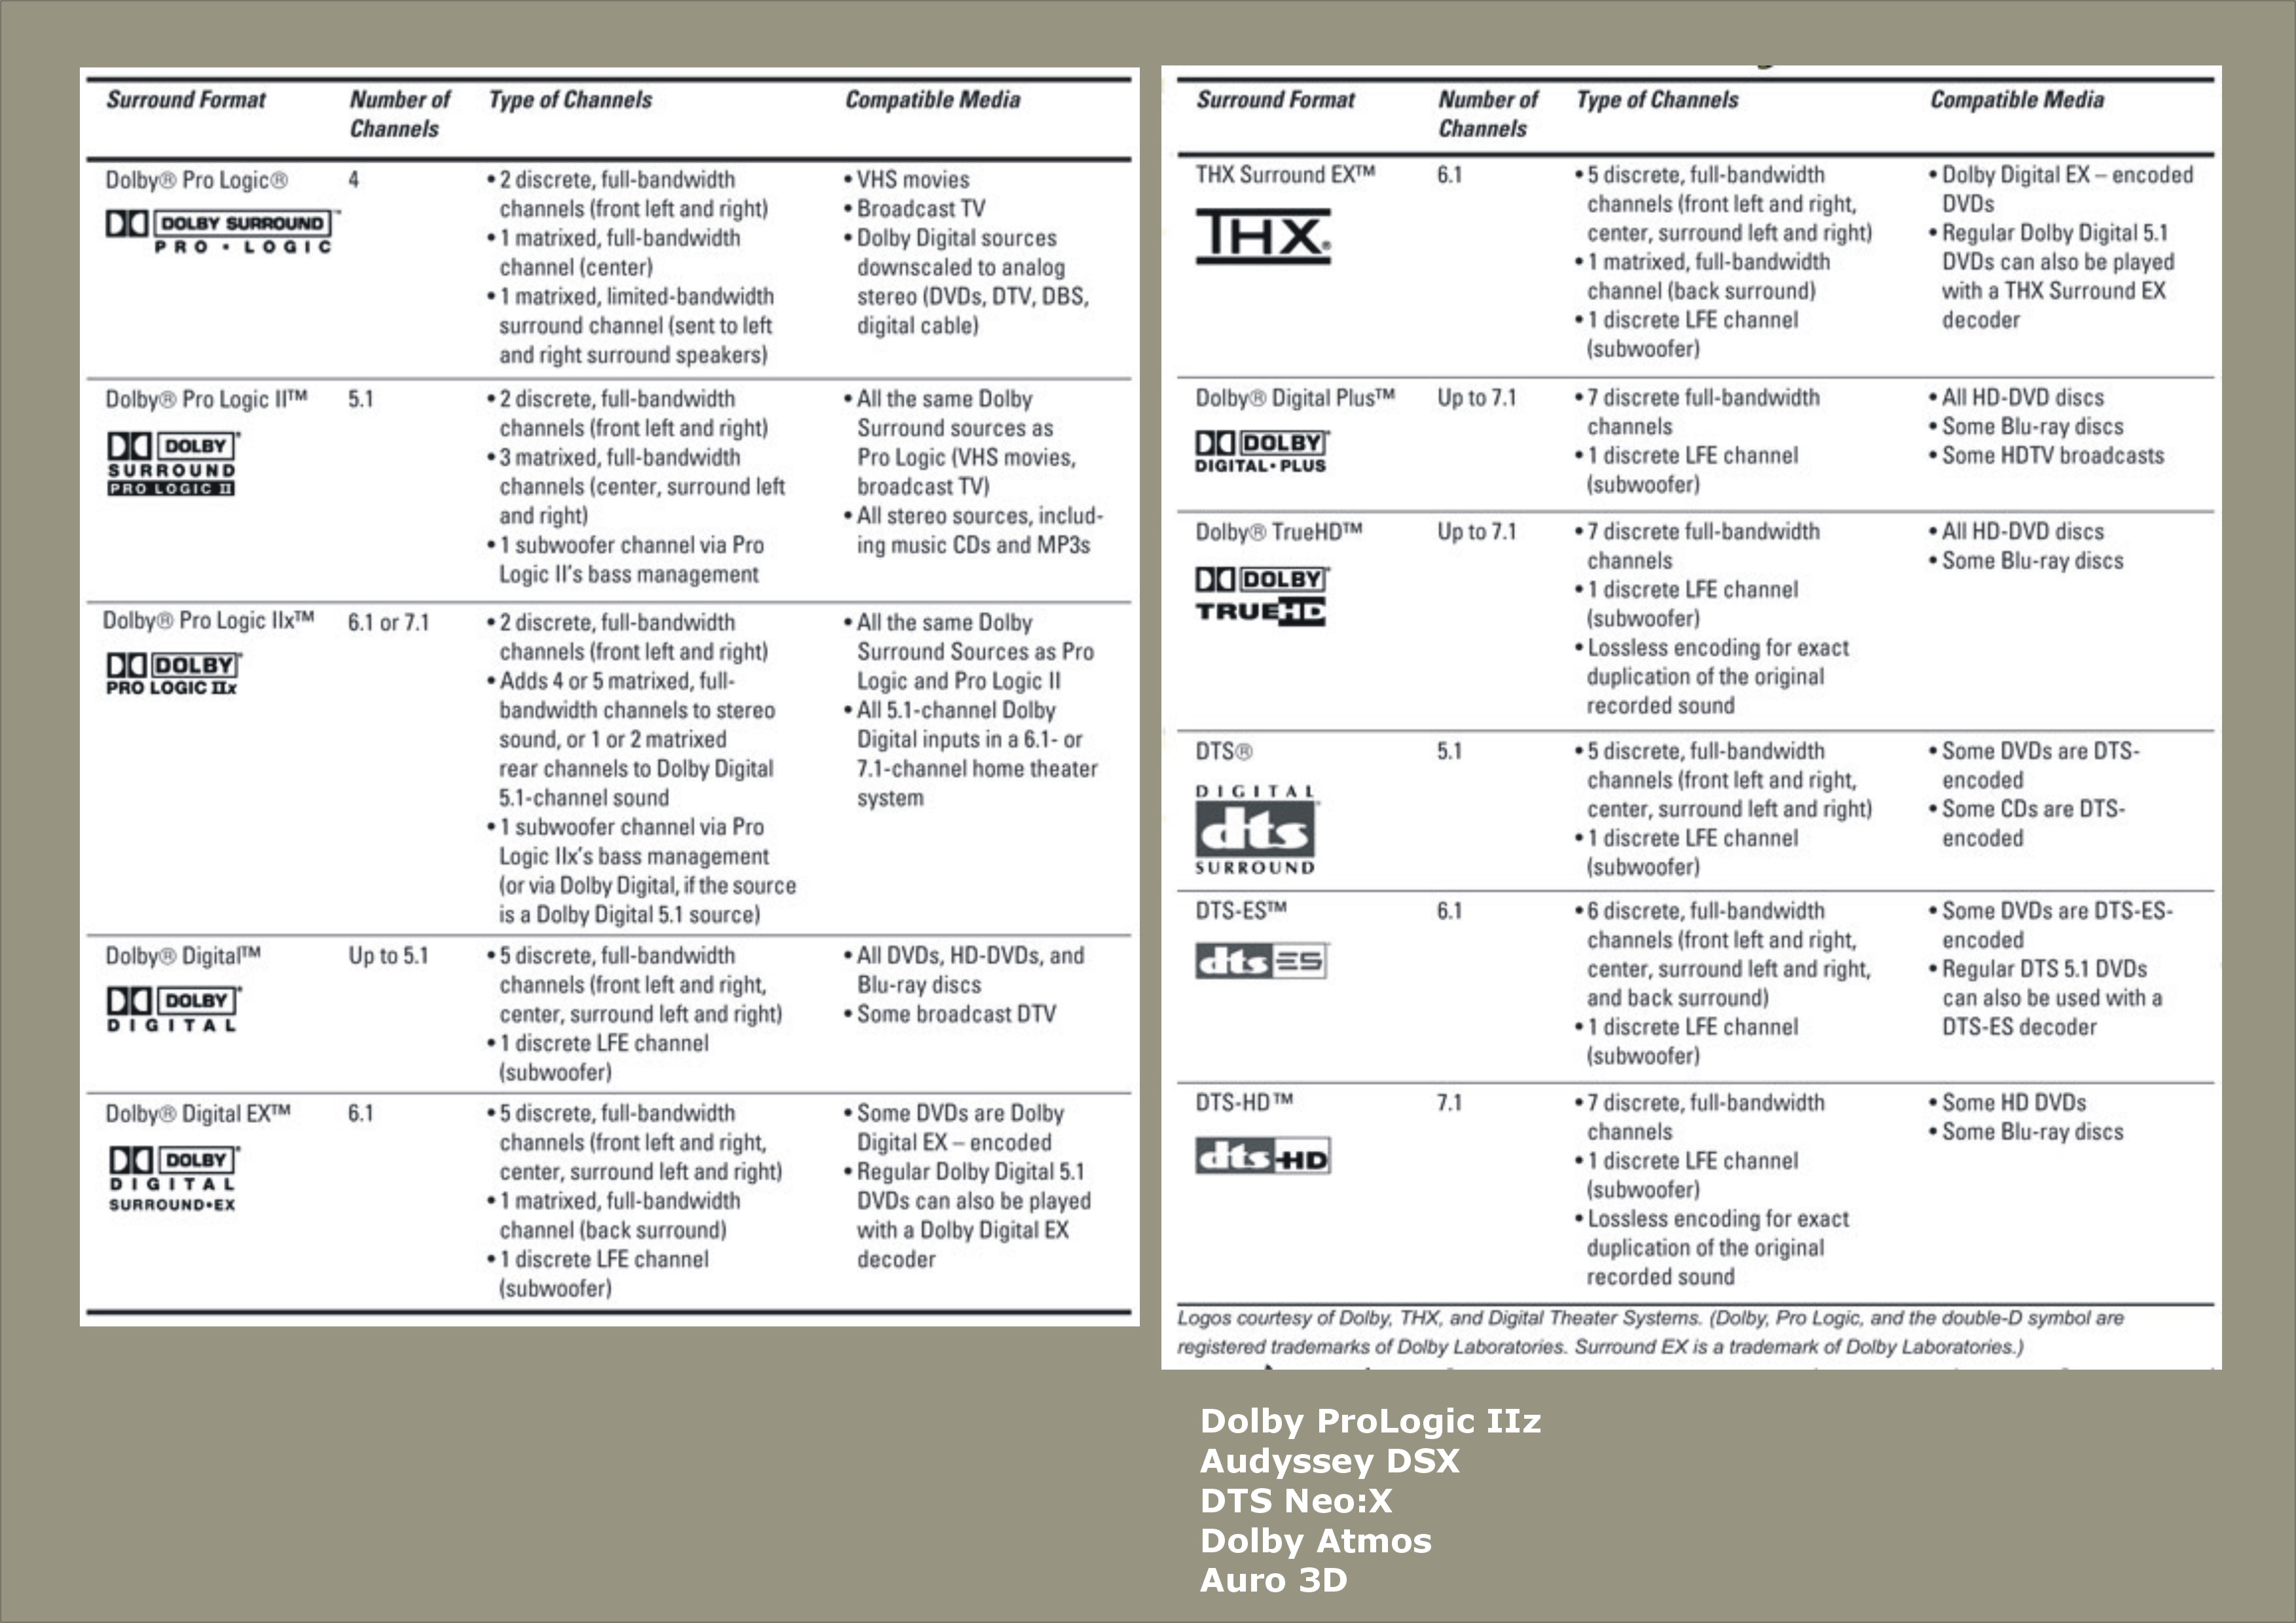 Surround Format
Number of
Channels
Type of Channels
Compatible Media
Dolby® Pro Logic®
DOLBY SURROUND™
PRO • LOGIC
4
• 2 discrete, full-bandwidth
channels (front left and right)
• 1 matrixed, full-bandwidth
channel (center)
• 1 matrixed, limited-bandwidth
surround channel (sent to left
and right surround speakers)
• VHS movies
• Broadcast TV
• Dolby Digital sources
downscaled to analog
stereo (DVDs, DTV, DBS,
digital cable)
Dolby® Pro Logic II™
DOLBY®
SURROUND
PRO LOGIC II
5.1
• 2 discrete, full-bandwidth
channels (front left and right)
• 3 matrixed, full-bandwidth
channels (center, surround left
and right)
• 1 subwoofer channel via Pro
Logic II’s bass management
• All the same Dolby
Surround sources as
Pro Logic (VHS movies,
broadcast TV)
• All stereo sources, includ-
ing music CDs and MP3s
Dolby® Pro Logic IIx™
DOLBY®
PRO LOGIC IIx
6.1 or 7.1
• 2 discrete, full-bandwidth
channels (front left and right)
• Adds 4 or 5 matrixed, full-
bandwidth channels to stereo
sound, or 1 or 2 matrixed
rear channels to Dolby Digital
5.1-channel sound
• 1 subwoofer channel via Pro
Logic IIx’s bass management
(or via Dolby Digital, if the source
is a Dolby Digital 5.1 source)
• All the same Dolby
Surround Sources as Pro
Logic and Pro Logic II
• All 5.1-channel Dolby
Digital inputs in a 6.1- or
7.1-channel home theater
system
Dolby® Digital™
DOLBY®
DIGITAL
Up to 5.1
• 5 discrete, full-bandwidth
channels (front left and right,
center, surround left and right)
• 1 discrete LFE channel
(subwoofer)
• All DVDs, HD-DVDs, and
Blu-ray discs
• Some broadcast DTV
Dolby® Digital EX™
DOLBY®
DIGITAL
SURROUND•EX
6.1
• 5 discrete, full-bandwidth
channels (front left and right,
center, surround left and right)
• 1 matrixed, full-bandwidth
channel (back surround)
• 1 discrete LFE channel
(subwoofer)
• Some DVDs are Dolby
Digital EX – encoded
• Regular Dolby Digital 5.1
DVDs can also be played
with a Dolby Digital EX
decoder
Surround Format
Number of
Channels
Type of Channels
Compatible Media
THX Surround EX™
THX®
6.1
• 5 discrete, full-bandwidth
channels (front left and right,
center, surround left and right)
• 1 matrixed, full-bandwidth
channel (back surround)
• 1 discrete LFE channel
(subwoofer)
• Dolby Digital EX – encoded
DVDs
• Regular Dolby Digital 5.1
DVDs can also be played
with a THX Surround EX
decoder
Dolby® Digital Plus™
DOLBY®
DIGITAL•PLUS
Up to 7.1
• 7 discrete full-bandwidth
channels
• 1 discrete LFE channel
(subwoofer)
• All HD-DVD discs
• Some Blu-ray discs
• Some HDTV broadcasts
Dolby® TrueHD™
DOLBY®
TRUEHD
Up to 7.1
• 7 discrete full-bandwidth
channels
• 1 discrete LFE channel
(subwoofer)
• Lossless encoding for exact
duplication of the original
recorded sound
• All HD-DVD discs
• Some Blu-ray discs
DTS®
DIGITAL
dts
SURROUND
5.1
• 5 discrete, full-bandwidth
channels (front left and right,
center, surround left and right)
• 1 discrete LFE channel
(subwoofer)
• Some DVDs are DTS-
encoded
• Some CDs are DTS-
encoded
DTS-ES™
dts ES
6.1
• 6 discrete, full-bandwidth
channels (front left and right,
center, surround left and right,
and back surround)
• 1 discrete LFE channel
(subwoofer)
• Some DVDs are DTS-ES-
encoded
• Regular DTS 5.1 DVDs
can also be used with a
DTS-ES decoder
DTS-HD™
dts-HD
7.1
• 7 discrete, full-bandwidth
channels
• 1 discrete LFE channel
(subwoofer)
• Lossless encoding for exact
duplication of the original
recorded sound
• Some HD DVDs
• Some Blu-ray discs
Logos courtesy of Dolby, THX, and Digital Theater Systems. (Dolby, Pro Logic, and the double-D symbol are
registered trademarks of Dolby Laboratories. Surround EX is a trademark of Dolby Laboratories.)
Dolby ProLogic IIz
Audyssey DSX
DTS Neo:X
Dolby Atmos
Auro 3D